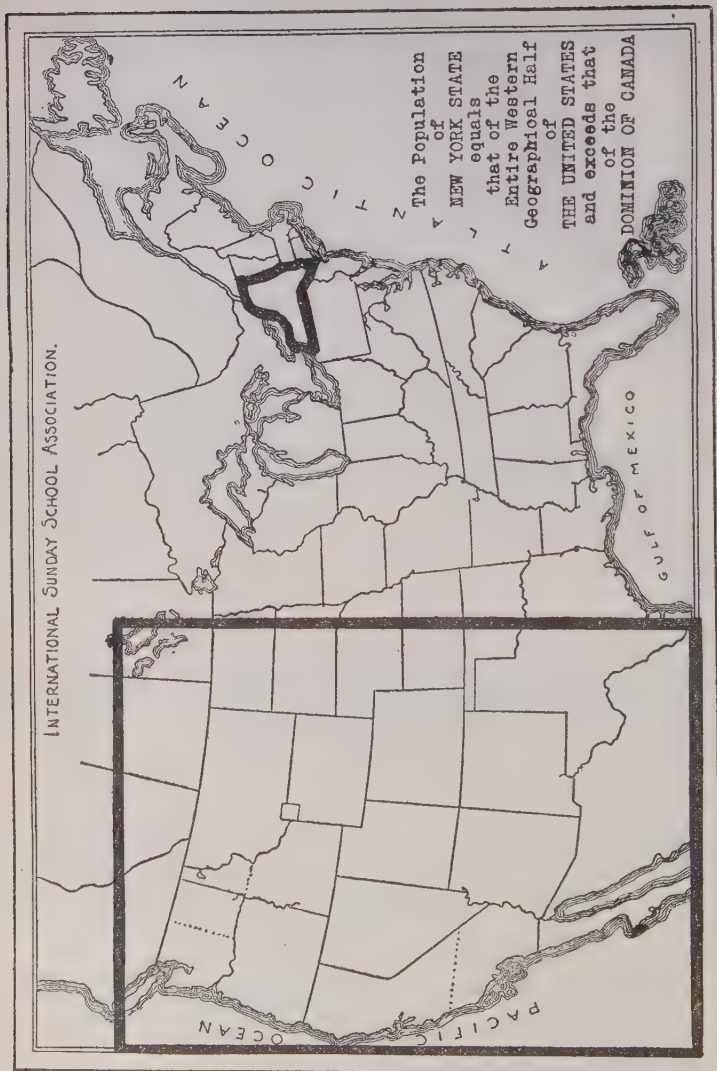 INTERNATIONAL SUNDAY SCHOOL ASSOCIATION.
The Population
of
NEW YORK STATE
equals
that of the
Entire Western
Geographical Half
of
THE UNITED STATES
and exceeds that
of the
DOMINION OF CANADA
ATLANTIC OCEAN
GULF OF MEXICO
PACIFIC OCEAN